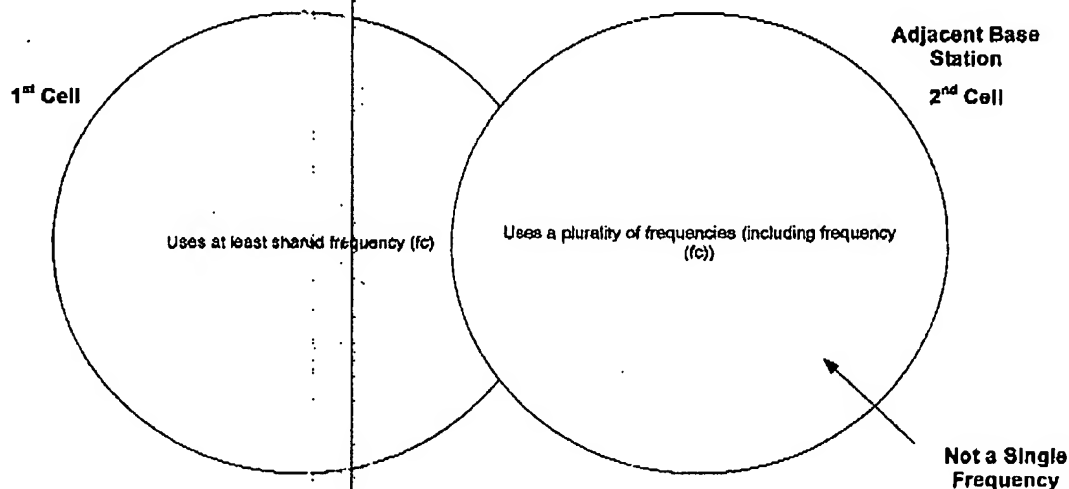 Adjacent Base
Station
1st Cell
2nd Cell
Uses at least shared frequency (fc)
Uses a plurality of frequencies (including frequency
(fc))
Not a Single
Frequency